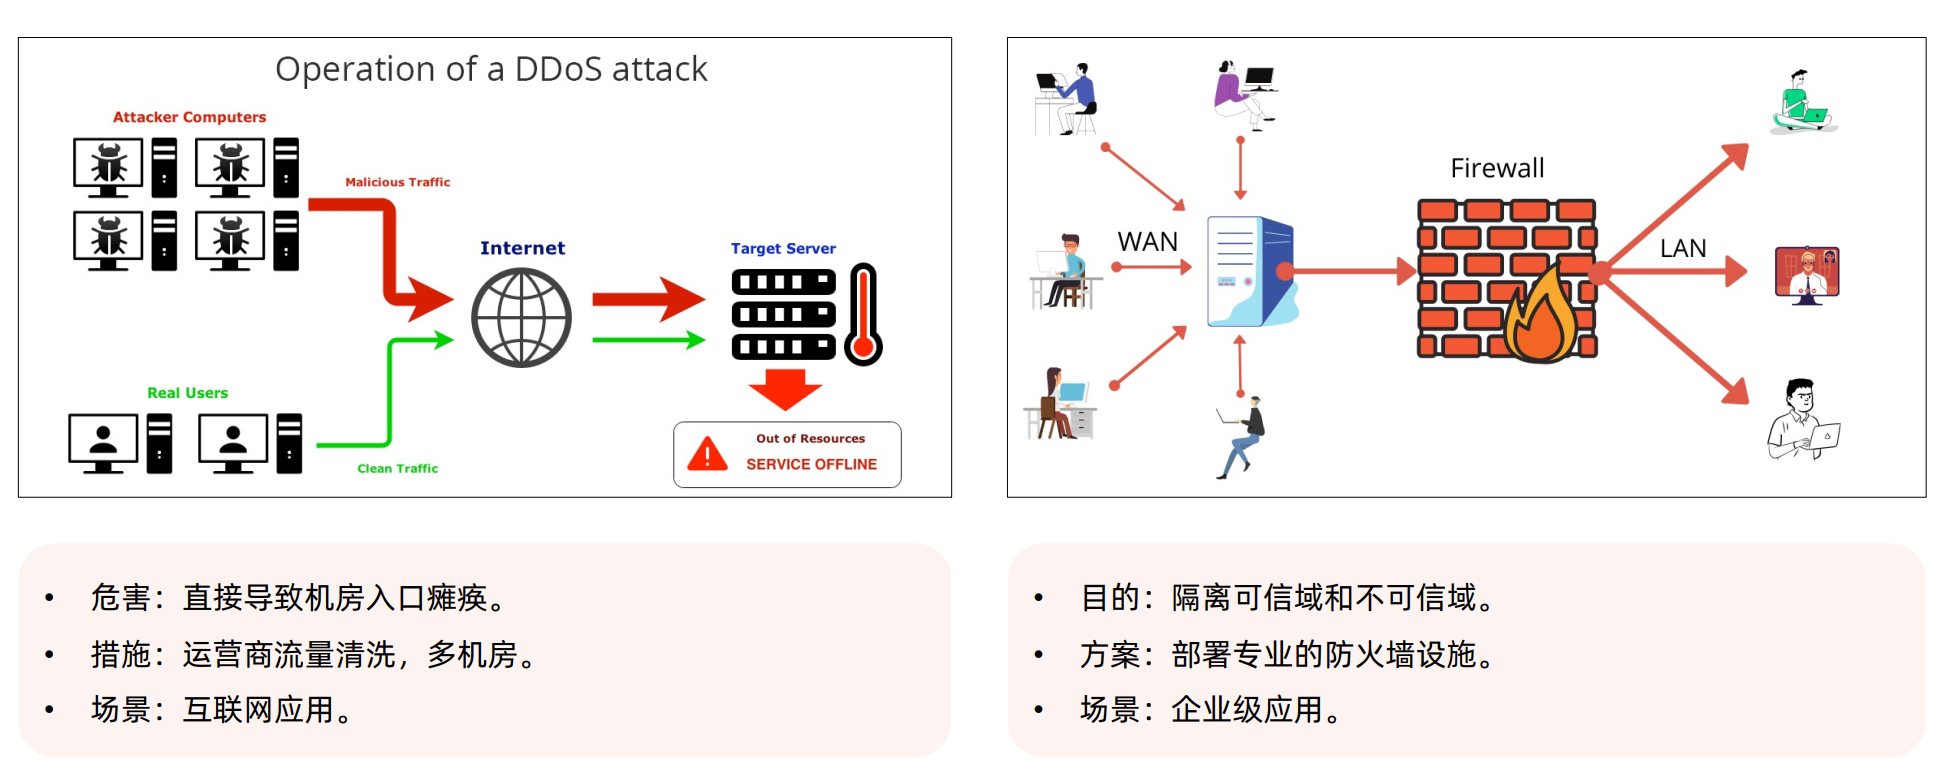 Operation of a DDoS attack
Attacker Computers
Malicious Traffic
Internet
Target Server
Real Users
Clean Traffic
Out of Resources
SERVICE OFFLINE
• 危害：直接导致机房入口瘫痪。
• 措施：运营商流量清洗，多机房。
• 场景：互联网应用。
WAN
Firewall
LAN
• 目的：隔离可信域和不可信域。
• 方案：部署专业的防火墙设施。
• 场景：企业级应用。